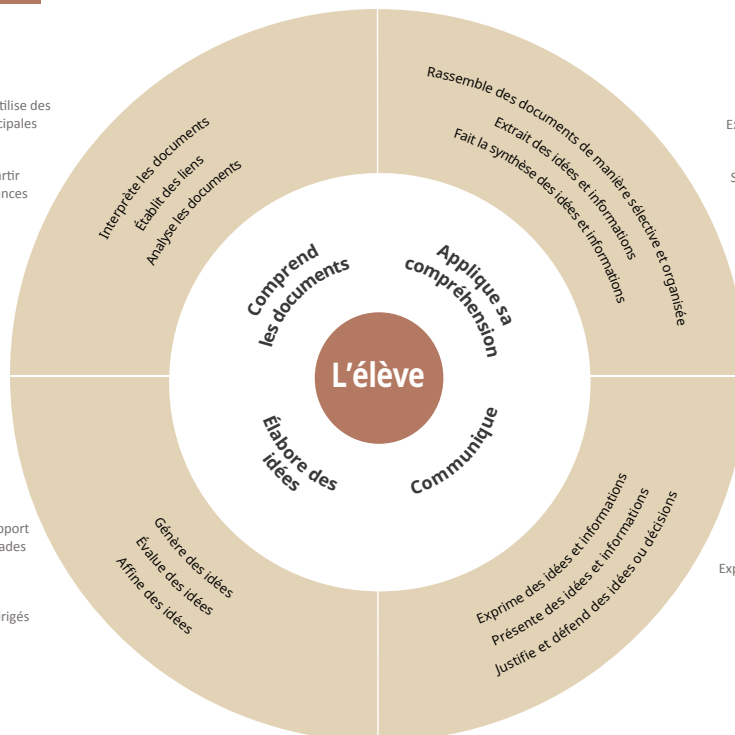 Interprète les documents
Établit des liens
Analyse les documents
Rassemble des documents de manière sélective et organisée
Extrait des idées et informations
Fait la synthèse des idées et informations
Comprend
les documents
Applique sa
compréhension
L'élève
Élabore des
idées
Communique
Génère des idées
Évalue des idées
Affine des idées
Exprime des idées et informations
Présente des idées et informations
Justifie et défend des idées ou décisions